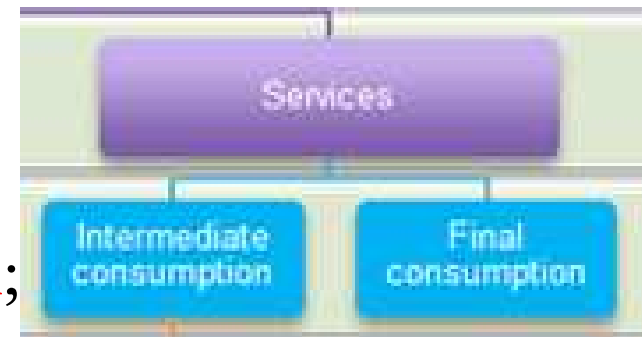 Services
Intermediate
consumption
Final
consumption
;